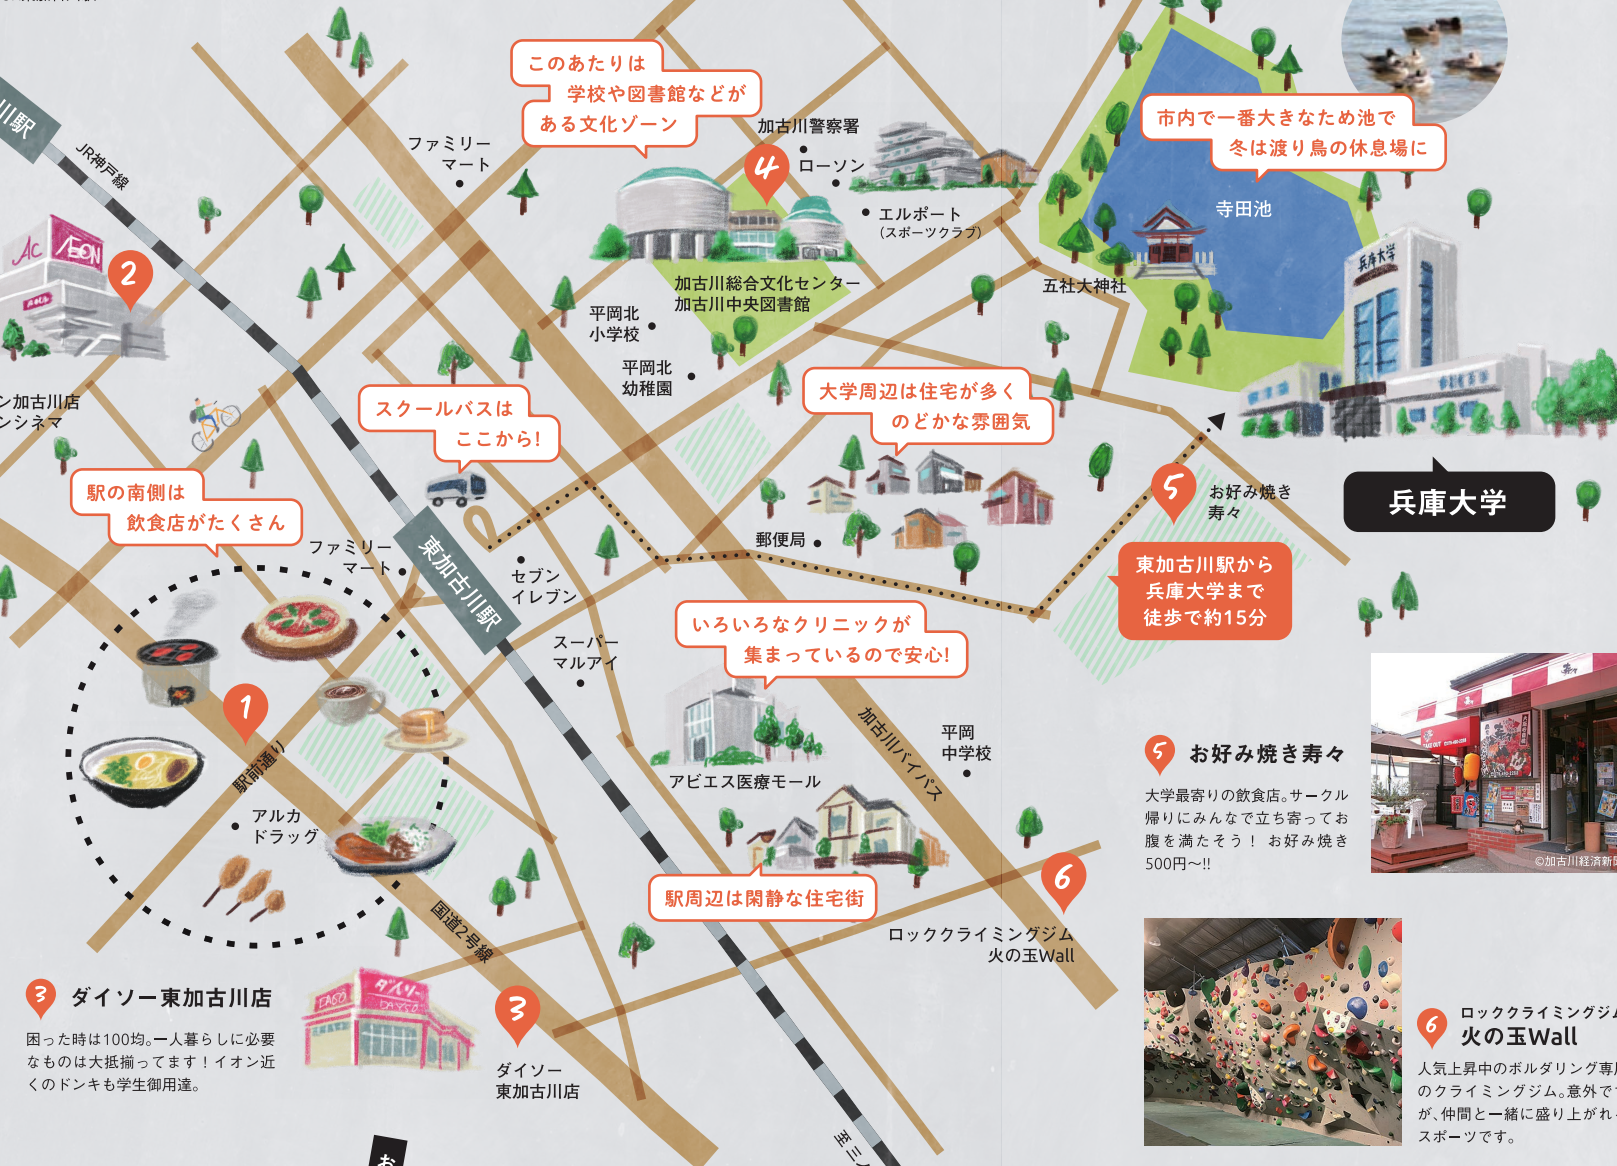 このあたりは
学校や図書館などが
ある文化ゾーン
加古川警察署
ローソン
ファミリー
マート
エルポート
(スポーツクラブ)
市内で一番大きなため池で
冬は渡り鳥の休息場に
寺田池
五社大神社
兵庫大学
川駅
JR神戸線
AC
ÆON
2
4
加古川総合文化センター
加古川中央図書館
平岡北
小学校
平岡北
幼稚園
ン加古川店
ンシネマ
スクールバスは
ここから!
大学周辺は住宅が多く
のどかな雰囲気
駅の南側は
飲食店がたくさん
ファミリー
マート
東加古川駅
セブン
イレブン
郵便局
5
お好み焼き
寿々
兵庫大学
東加古川駅から
兵庫大学まで
徒歩で約15分
いろいろなクリニックが
集まっているので安心!
スーパー
マルアイ
アピエス医療モール
加古川バイパス
平岡
中学校
1
駅前通り
アルカ
ドラッグ
国道2号線
駅周辺は閑静な住宅街
6
ロッククライミングジム
火の玉Wall
5 お好み焼き寿々
大学最寄りの飲食店。サークル
帰りにみんなで立ち寄ってお
腹を満たそう！ お好み焼き
500円〜!!
©加古川経済新聞
3 ダイソー東加古川店
困った時は100均。一人暮らしに必要
なものは大抵揃ってます！イオン近
くのドンキも学生御用達。
ダイソー
DAISO
3
ダイソー
東加古川店
6
ロッククライミングジム
火の玉Wall
人気上昇中のボルダリング専用
のクライミングジム。意外です
が、仲間と一緒に盛り上がれる
スポーツです。
お
至三